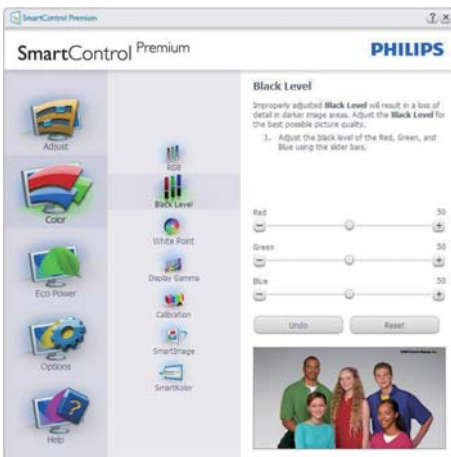 SmartControl Premium
SmartControl Premium
PHILIPS
Adjust
Color
Eco Power
Options
Help
RGB
Black Level
White Point
Display Gamma
Calibration
SmartImage
SmartKolor
Black Level
Improperly adjusted Black Level will result in a loss of
detail in darker image areas. Adjust the Black Level for
the best possible picture quality.
1. Adjust the black level of the Red, Green, and
Blue using the slider bars.
Red 50
Green 50
Blue 50
Undo
Reset